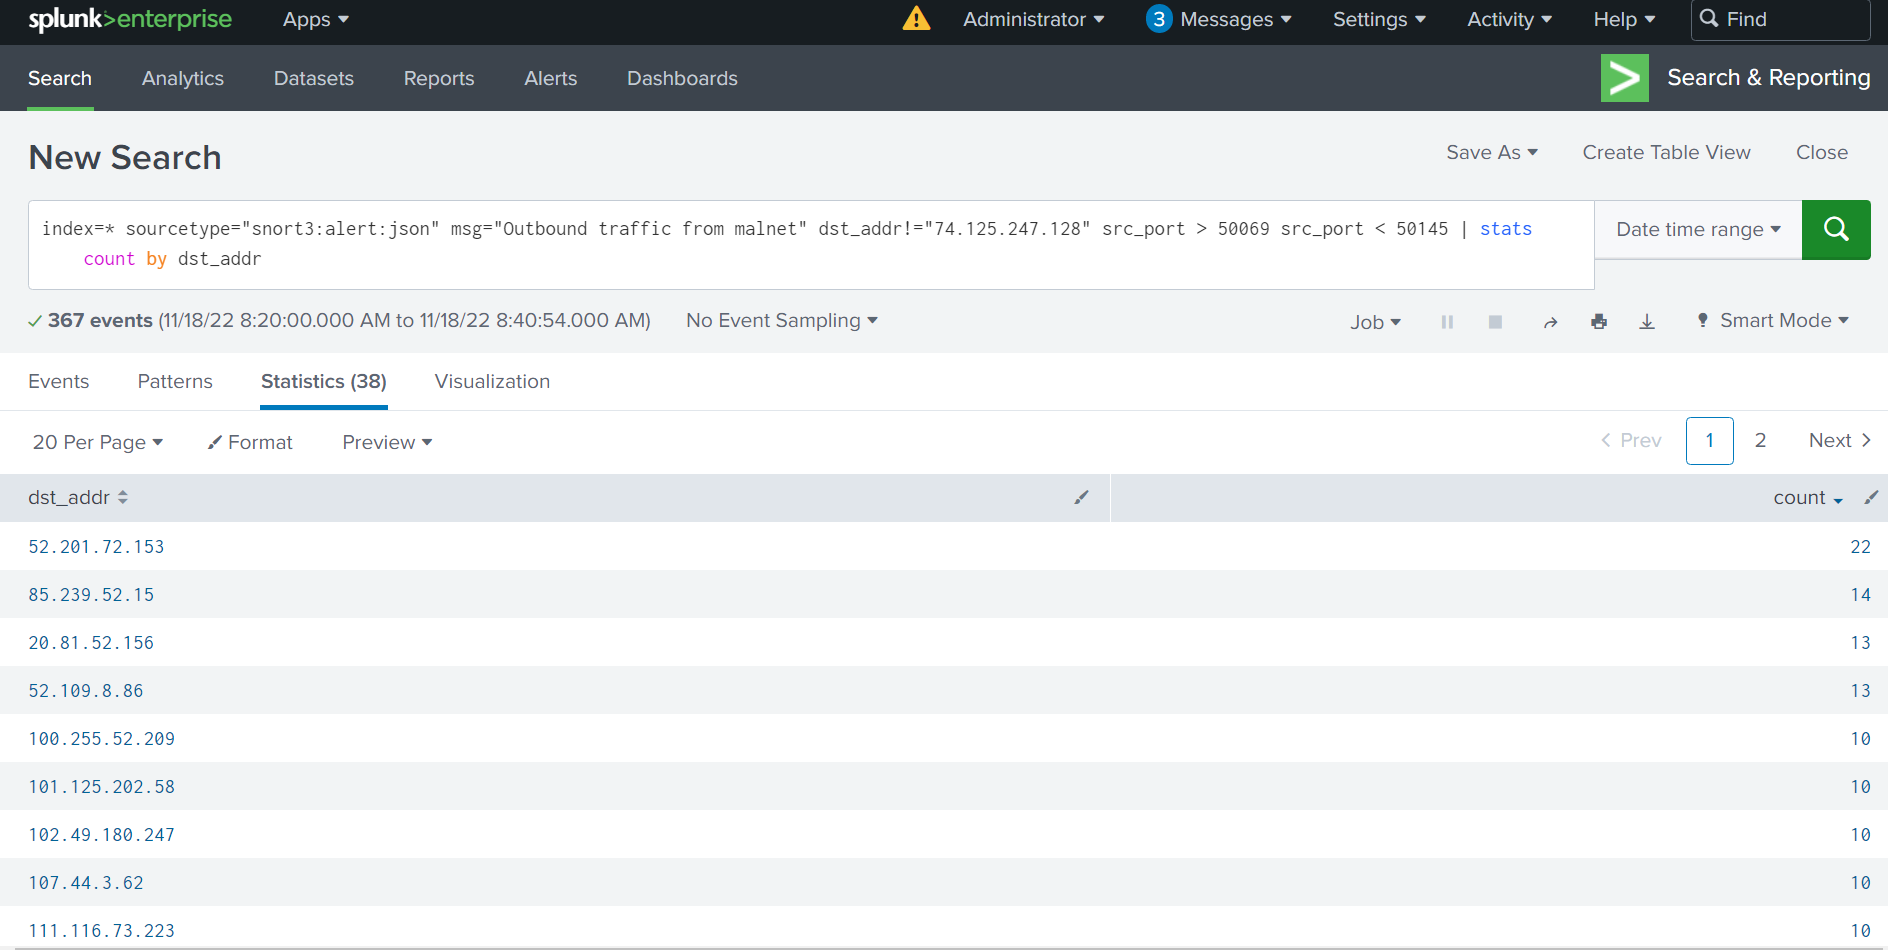 splunk>enterprise Apps Administrator 3 Messages Settings Activity Help Find
Search Analytics Datasets Reports Alerts Dashboards Search & Reporting
New Search Save As Create Table View Close
index=* sourcetype="snort3:alert:json" msg="Outbound traffic from malnet" dst_addr!="74.125.247.128" src_port > 50069 src_port < 50145 | stats
count by dst_addr
Date time range
367 events (11/18/22 8:20:00.000 AM to 11/18/22 8:40:54.000 AM) No Event Sampling Job Smart Mode
Events Patterns Statistics (38) Visualization
20 Per Page Format Preview < Prev 1 2 Next >
dst_addr count
52.201.72.153 22
85.239.52.15 14
20.81.52.156 13
52.109.8.86 13
100.255.52.209 10
101.125.202.58 10
102.49.180.247 10
107.44.3.62 10
111.116.73.223 10